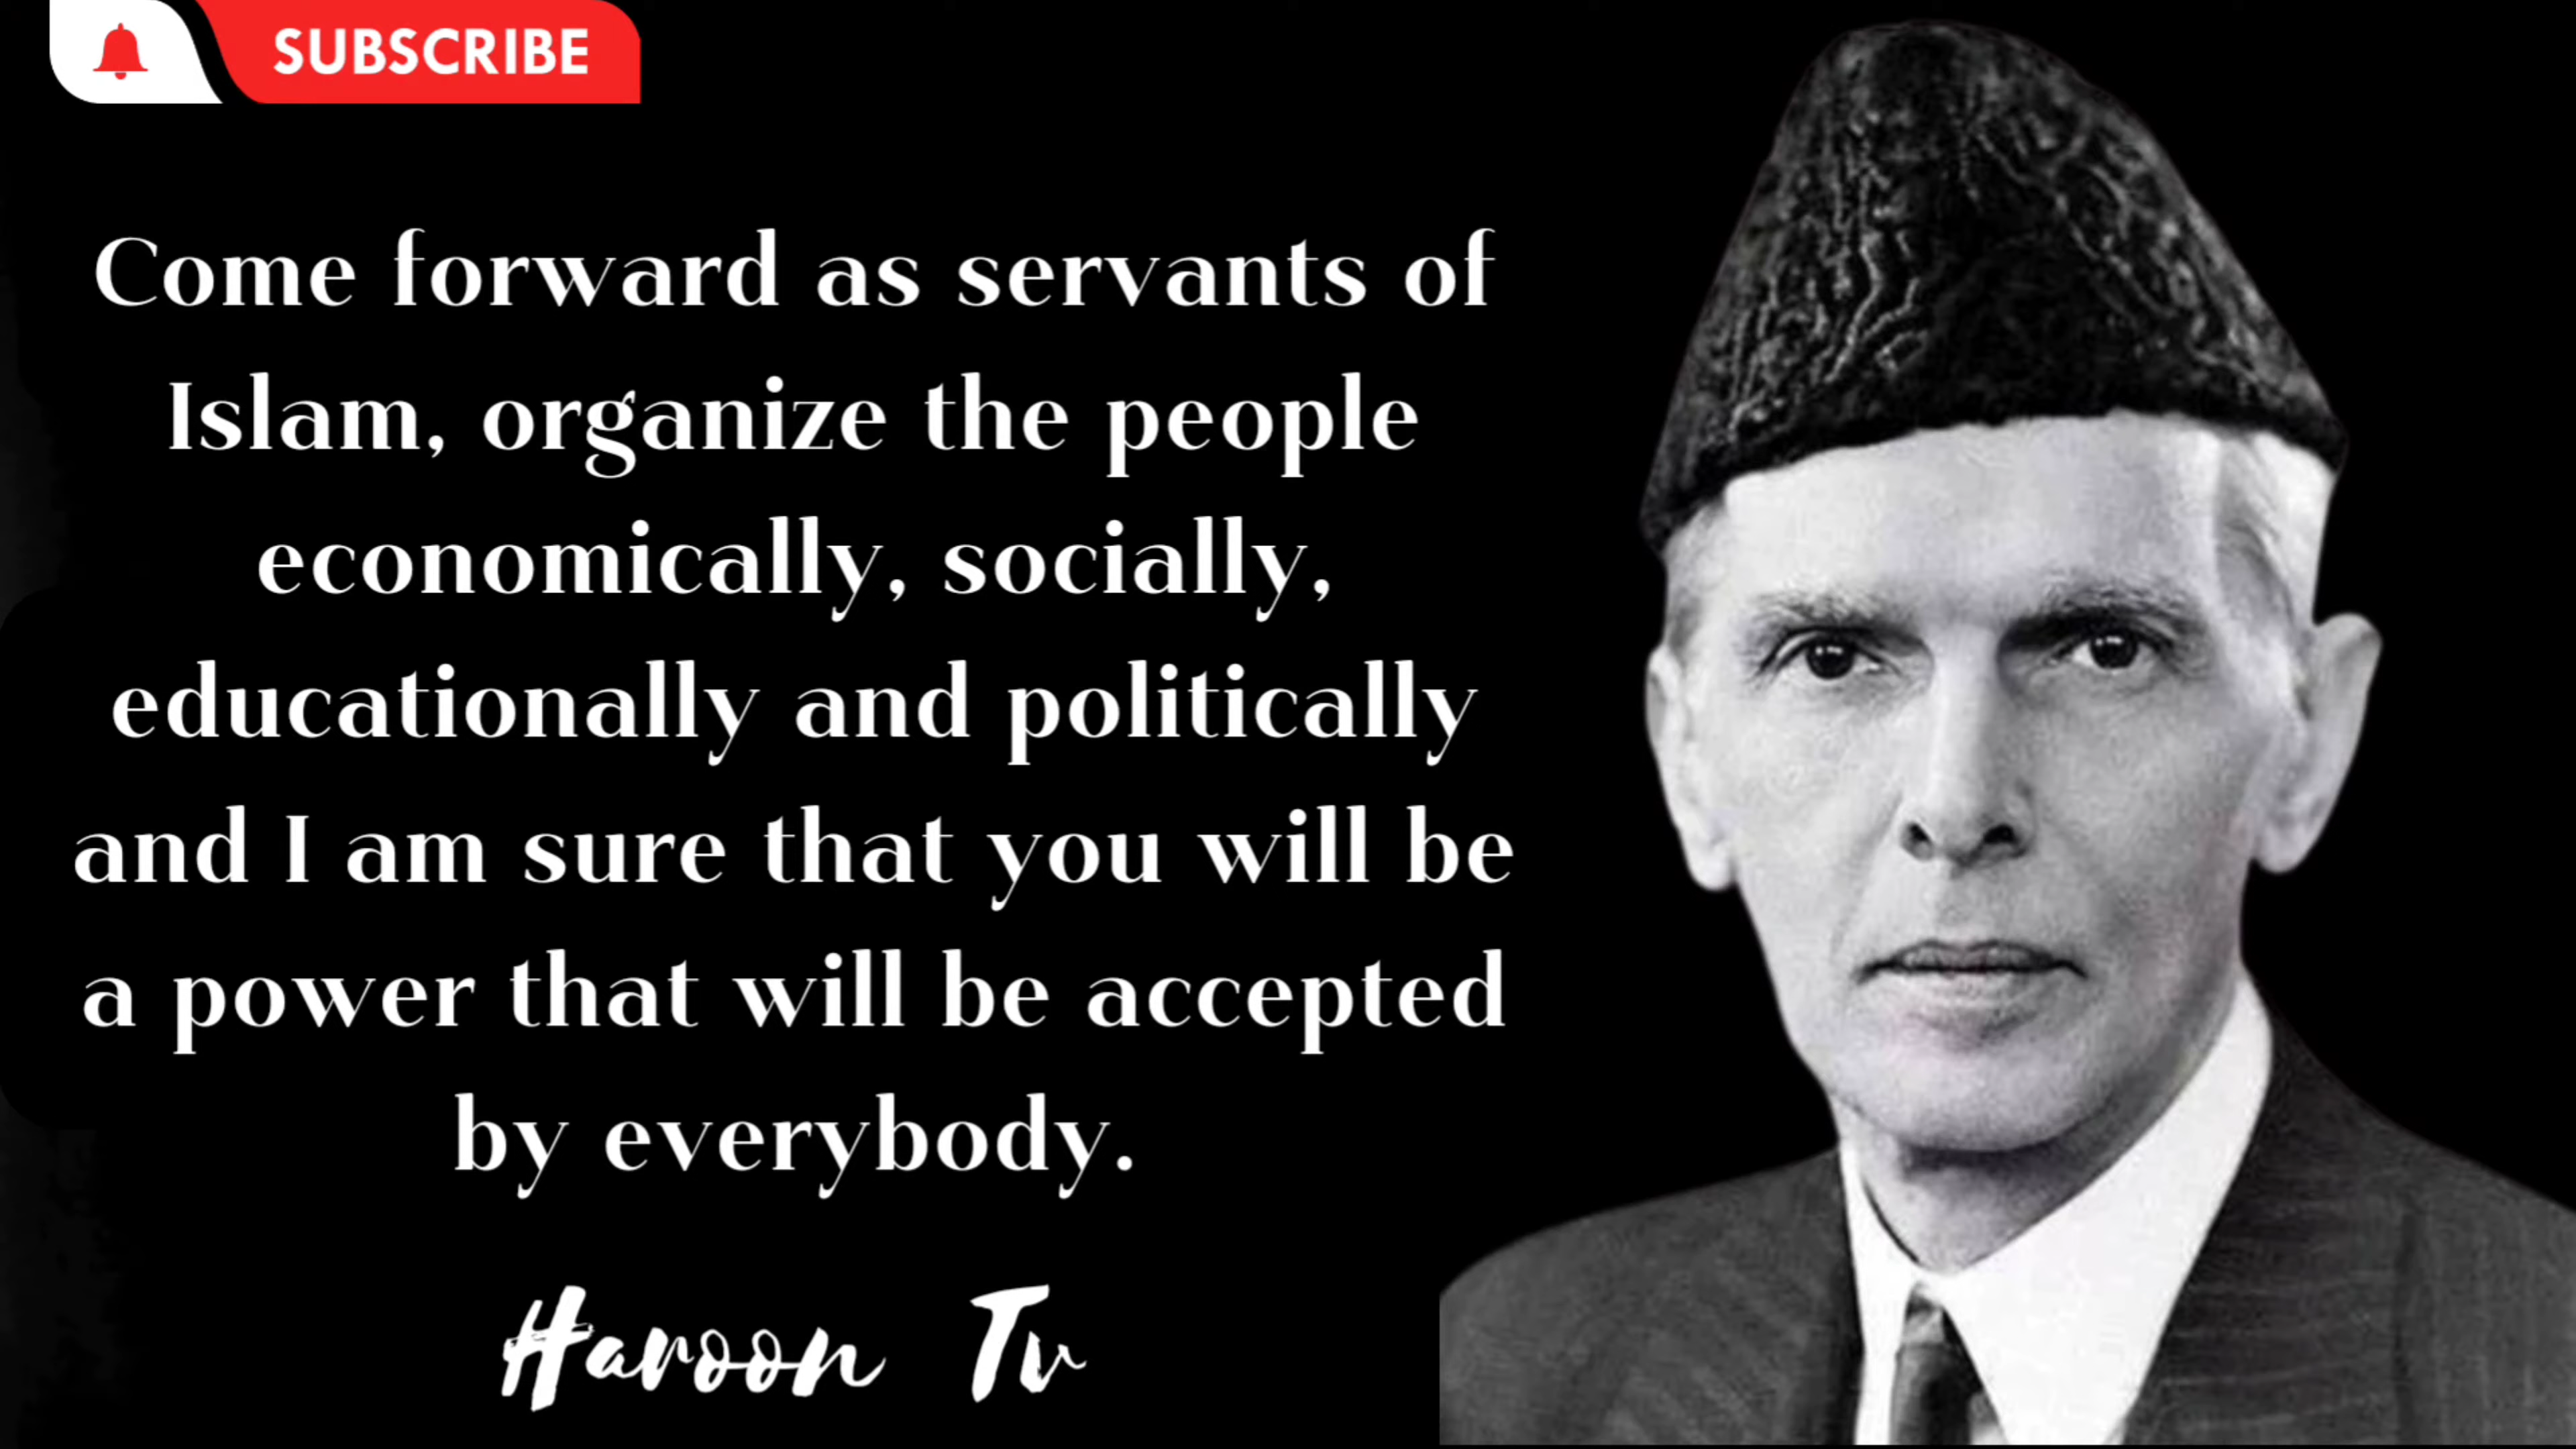 SUBSCRIBE
Come forward as servants of
Islam, organize the people
economically, socially,
educationally and politically
and I am sure that you will be
a power that will be accepted
by everybody.
Haroon Tv